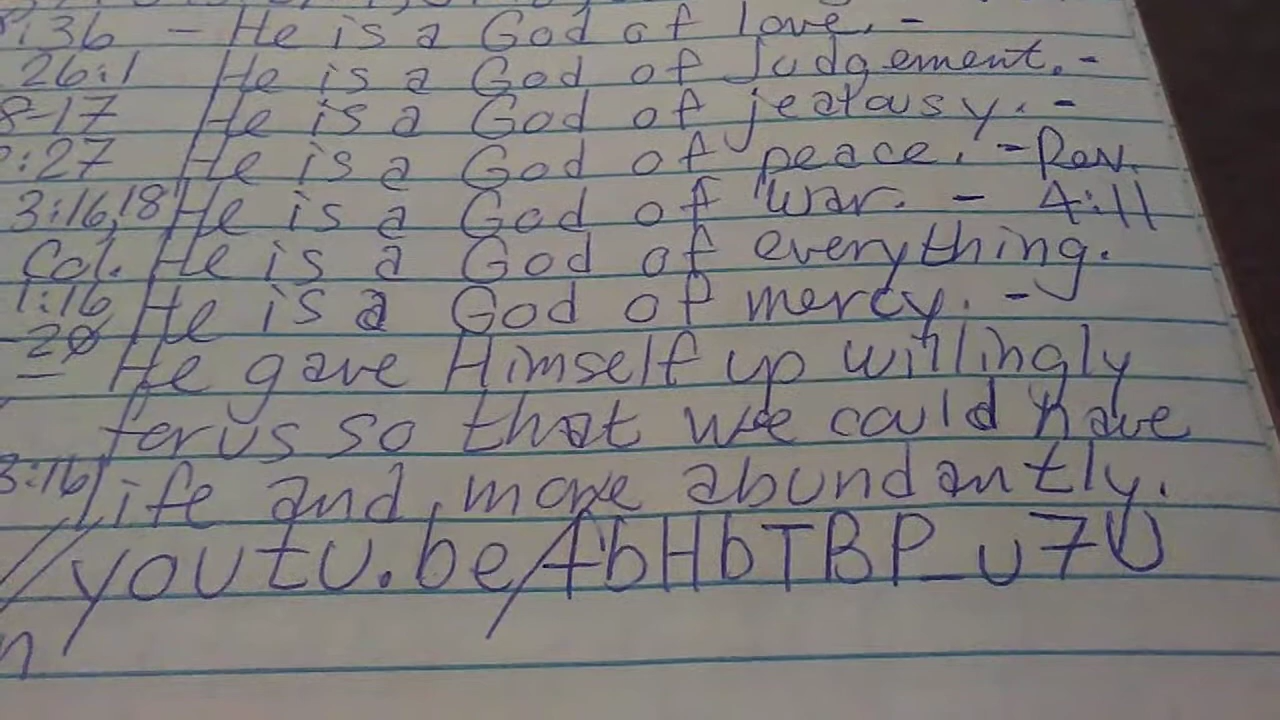 :36 - He is a God of love. -
26:1 He is a God of Judgement. -
8-17 He is a God of jealousy. -
:27 He is a God of peace. - Rev.
3:16,18 He is a God of war. - 4:11
Col. He is a God of everything.
1:16 He is a God of mercy. -
-20 He gave Himself up willingly
for us so that we could have
3:16 life and more abundantly.
//youtu.be/4bHbTBP_u7U